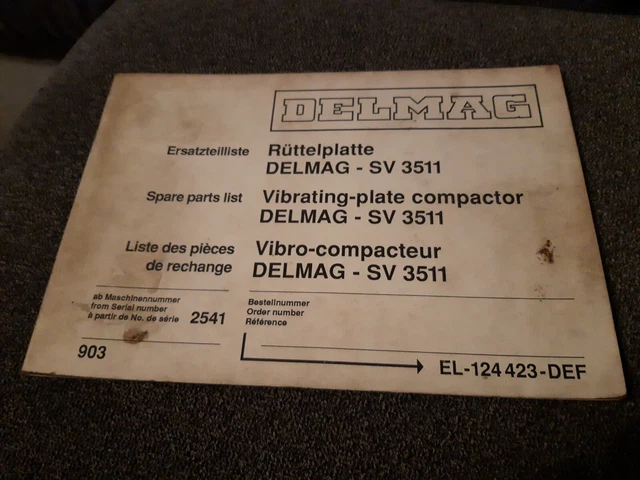 DELMAG
Ersatzteilliste Rüttelplatte
DELMAG - SV 3511
Spare parts list Vibrating-plate compactor
DELMAG - SV 3511
Liste des pièces de rechange Vibro-compacteur
DELMAG - SV 3511
ab Maschinennummer
from Serial number
à partir de No. de série 2541
Bestellnummer
Order number
Référence
903
EL-124 423-DEF